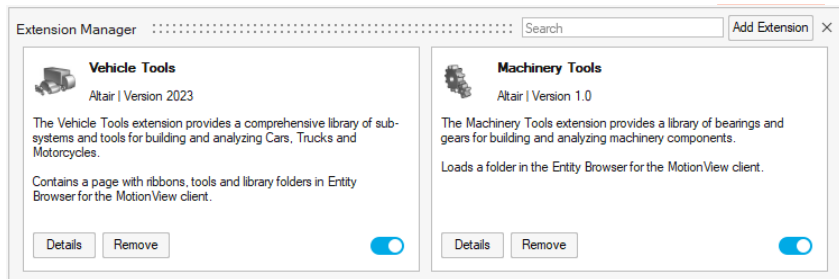 Extension Manager
Search
Add Extension
Vehicle Tools
Altair | Version 2023
The Vehicle Tools extension provides a comprehensive library of sub-
systems and tools for building and analyzing Cars, Trucks and
Motorcycles.
Contains a page with ribbons, tools and library folders in Entity
Browser for the MotionView client.
Details
Remove
Machinery Tools
Altair | Version 1.0
The Machinery Tools extension provides a library of bearings and
gears for building and analyzing machinery components.
Loads a folder in the Entity Browser for the MotionView client.
Details
Remove